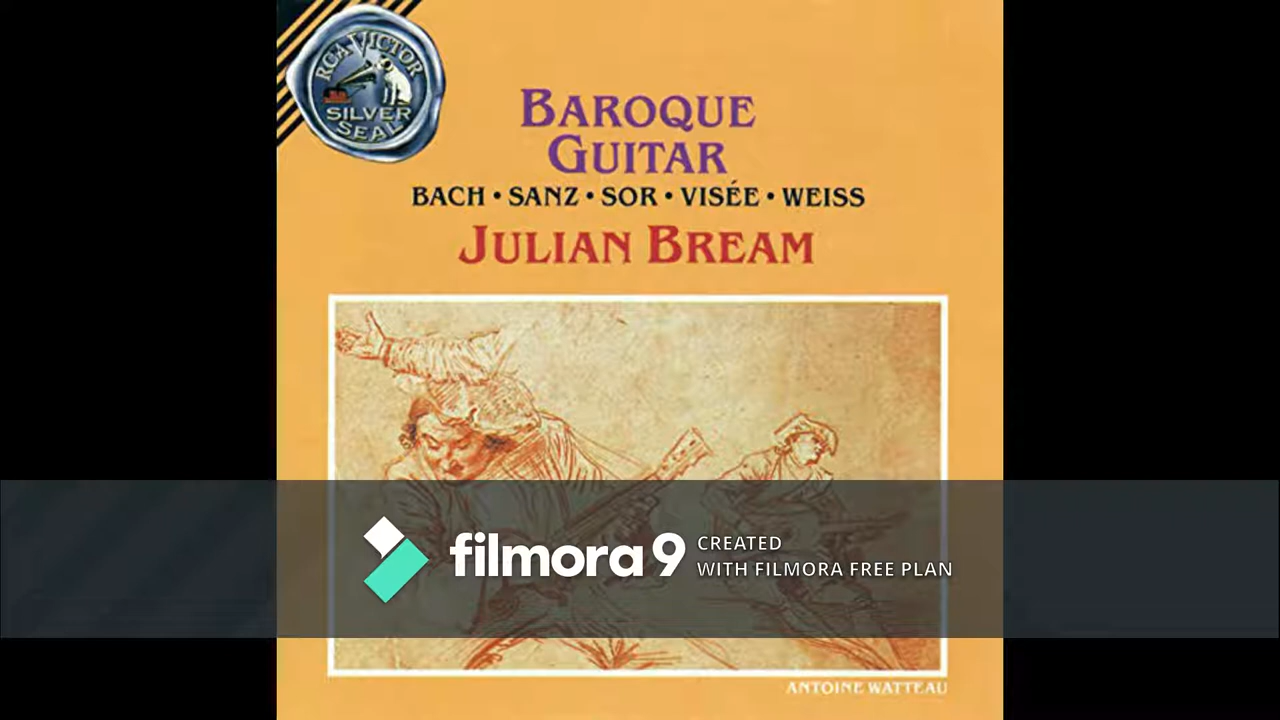 RCA VICTOR
SILVER
SEAL
BAROQUE
GUITAR
BACH • SANZ • SOR • VISÉE • WEISS
JULIAN BREAM
filmora9
CREATED
WITH FILMORA FREE PLAN
ANTOINE WATTEAU